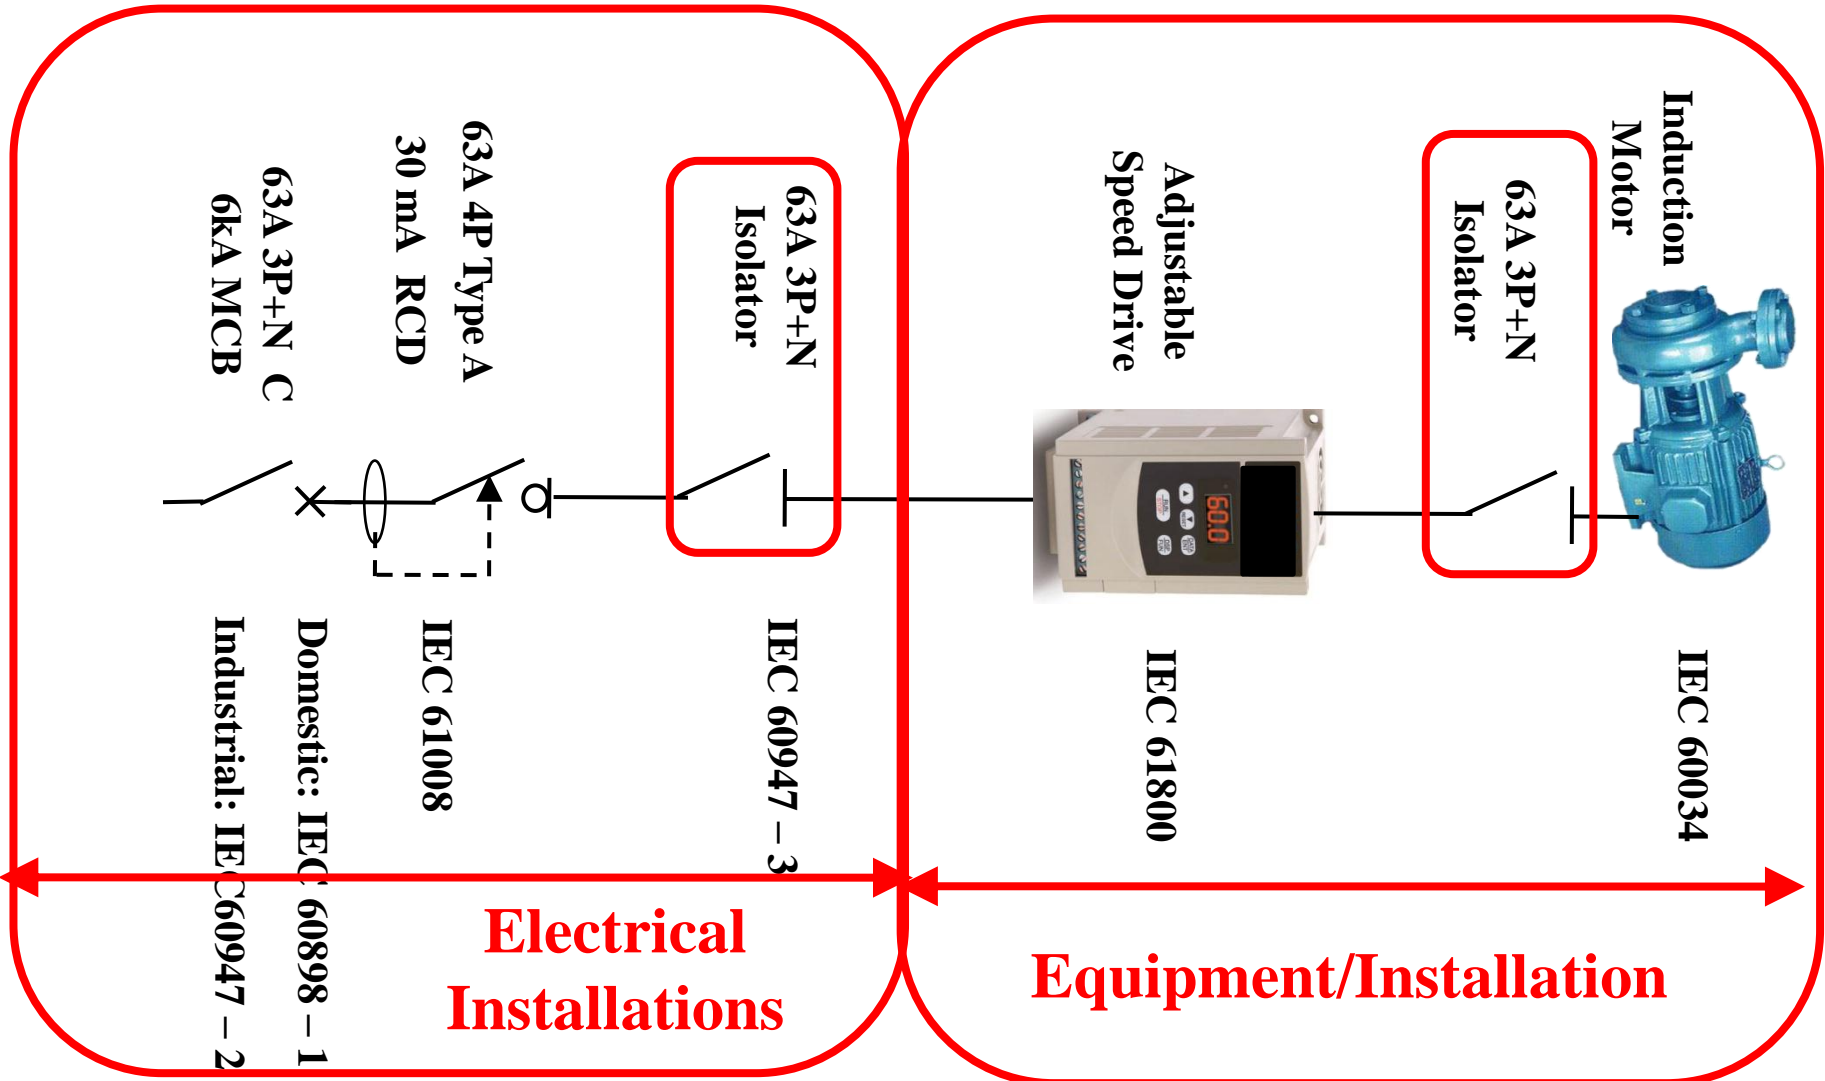 63A 3P+N C
6kA MCB
63A 4P Type A
30 mA RCD
63A 3P+N
Isolator
Adjustable
Speed Drive
63A 3P+N
Isolator
Induction
Motor
60.0
Domestic:: IEC 60898 – 1
Industrial: IEC60947 – 2
IEC 61008
IEC 60947 – 3
IEC 61800
IEC 60034
Electrical
Installations
Equipment/Installation